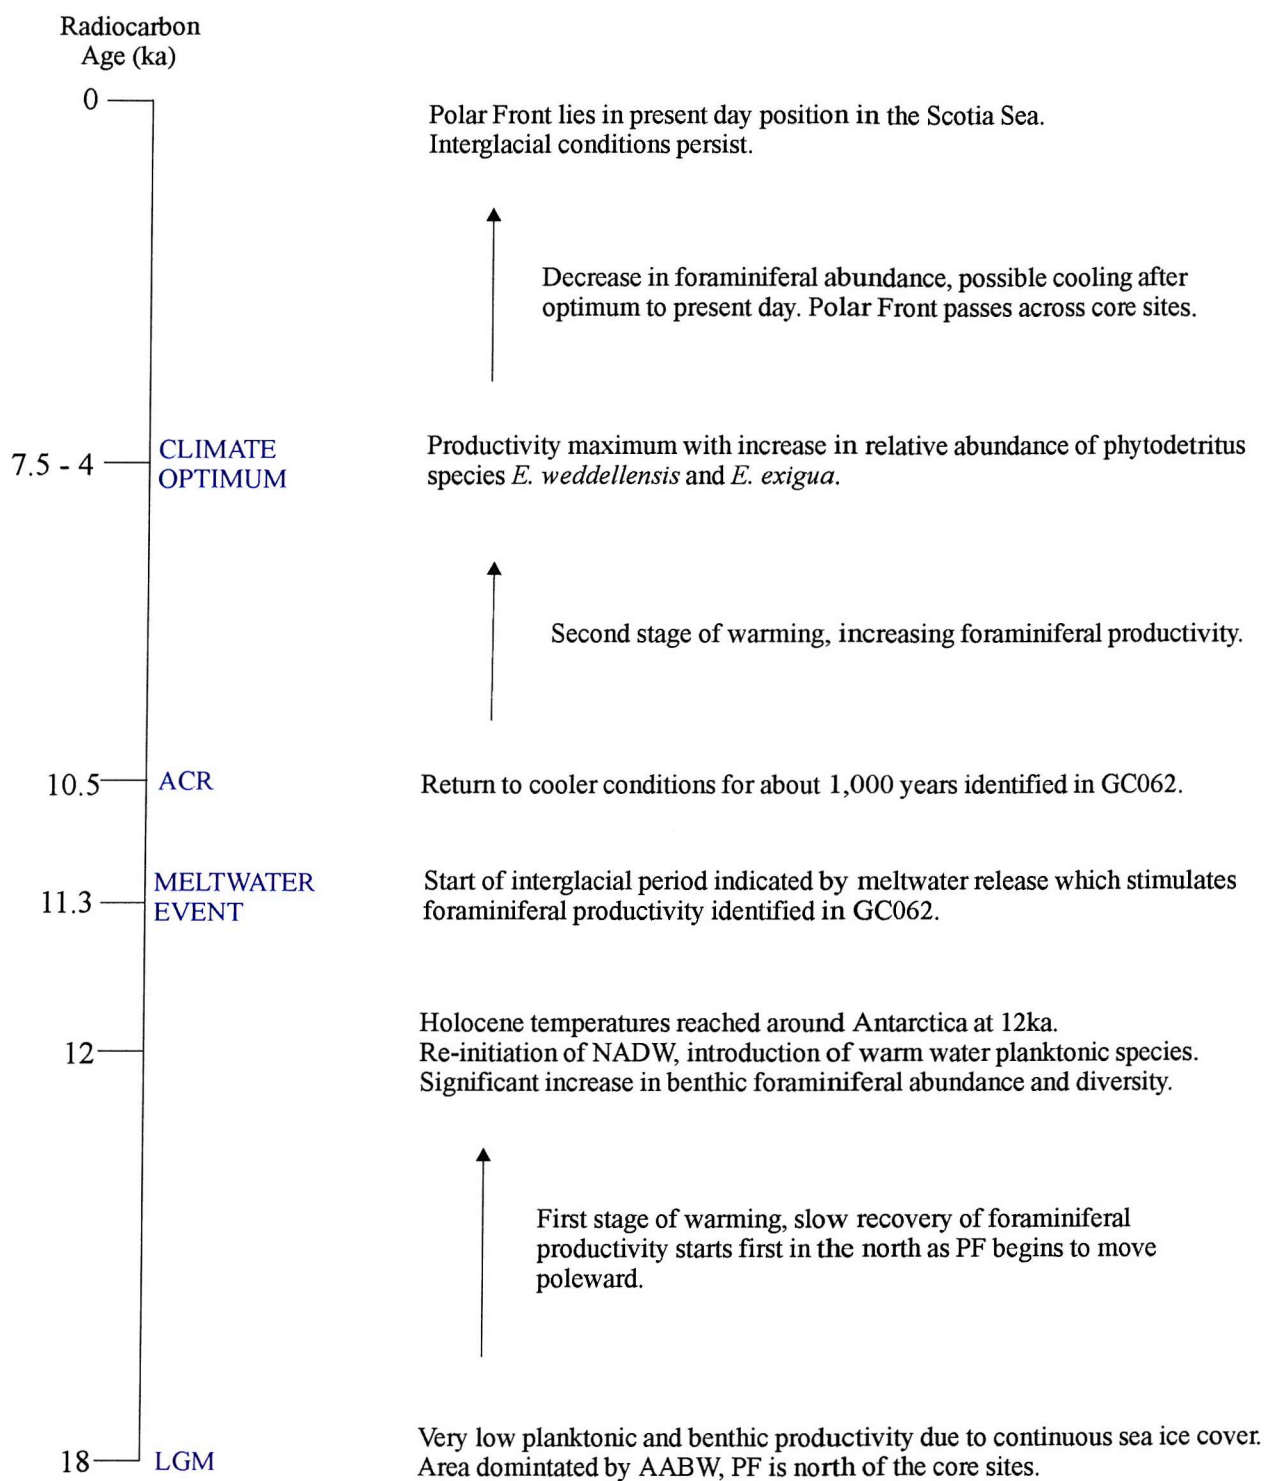 Radiocarbon
Age (ka)
0
Polar Front lies in present day position in the Scotia Sea.
Interglacial conditions persist.
Decrease in foraminiferal abundance, possible cooling after
optimum to present day. Polar Front passes across core sites.
7.5 - 4
CLIMATE
OPTIMUM
Productivity maximum with increase in relative abundance of phytodetritus
species E. weddellensis and E. exigua.
Second stage of warming, increasing foraminiferal productivity.
10.5
ACR
Return to cooler conditions for about 1,000 years identified in GC062.
11.3
MELTWATER
EVENT
Start of interglacial period indicated by meltwater release which stimulates
foraminiferal productivity identified in GC062.
12
Holocene temperatures reached around Antarctica at 12ka.
Re-initiation of NADW, introduction of warm water planktonic species.
Significant increase in benthic foraminiferal abundance and diversity.
First stage of warming, slow recovery of foraminiferal
productivity starts first in the north as PF begins to move
poleward.
18
LGM
Very low planktonic and benthic productivity due to continuous sea ice cover.
Area domintated by AABW, PF is north of the core sites.